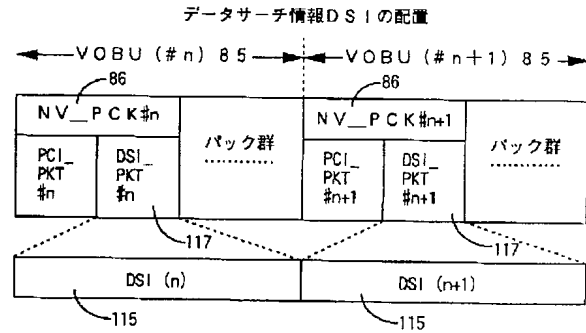 データサーチ情報DSIの配置
VOBU (#n) 85 VOBU (#n+1) 85
86 86
NV_PCK#n NV_PCK#n+1
パック群 パック群
PCI_ DSI_ PCI_ DSI_
PKT PKT PKT PKT
#n #n #n+1 #n+1
117 117
DSI (n) DSI (n+1)
115 115